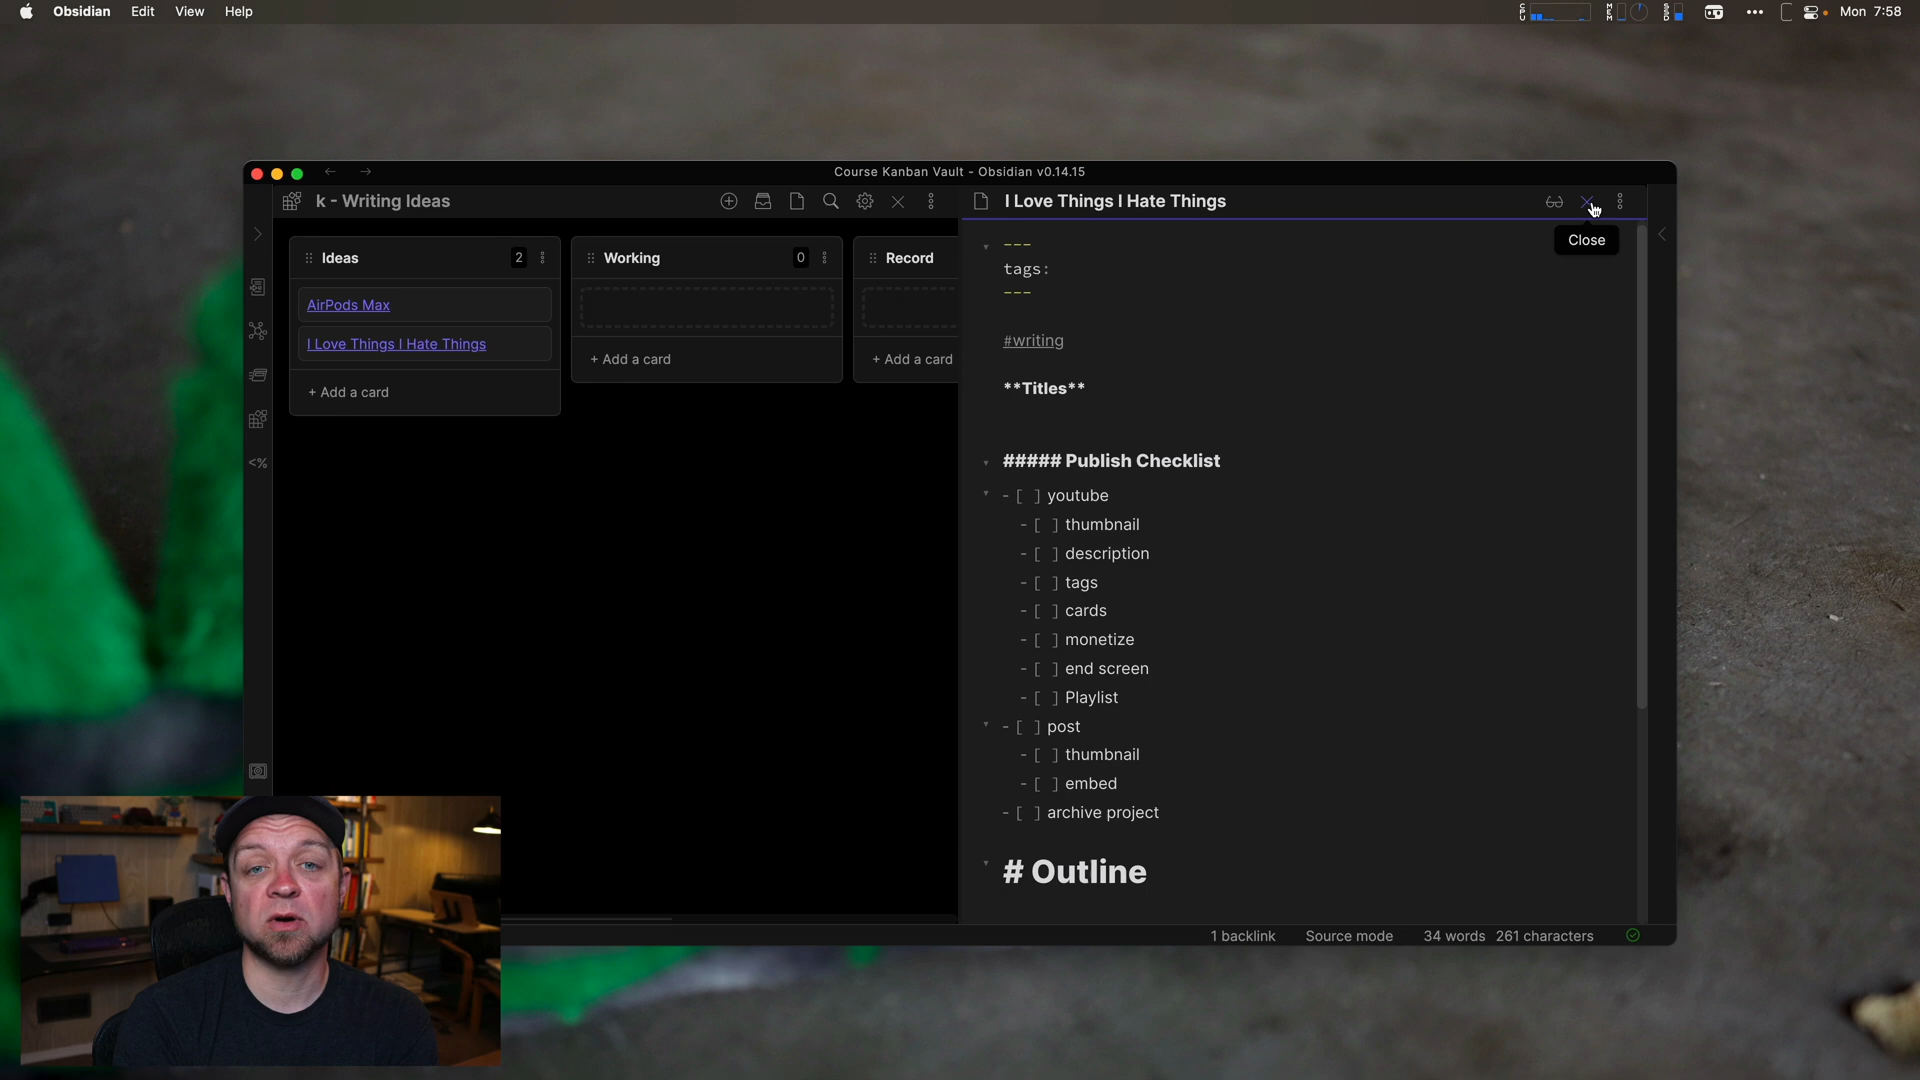 Obsidian Edit View Help
CPU MEM SSD Mon 7:58
Course Kanban Vault - Obsidian v0.14.15
k - Writing Ideas
I Love Things I Hate Things
Close
Ideas 2
AirPods Max
I Love Things I Hate Things
+ Add a card
Working 0
+ Add a card
Record
+ Add a card
---
tags:
---
#writing
**Titles**
##### Publish Checklist
- [ ] youtube
- [ ] thumbnail
- [ ] description
- [ ] tags
- [ ] cards
- [ ] monetize
- [ ] end screen
- [ ] Playlist
- [ ] post
- [ ] thumbnail
- [ ] embed
- [ ] archive project
# Outline
<%
1 backlink Source mode 34 words 261 characters